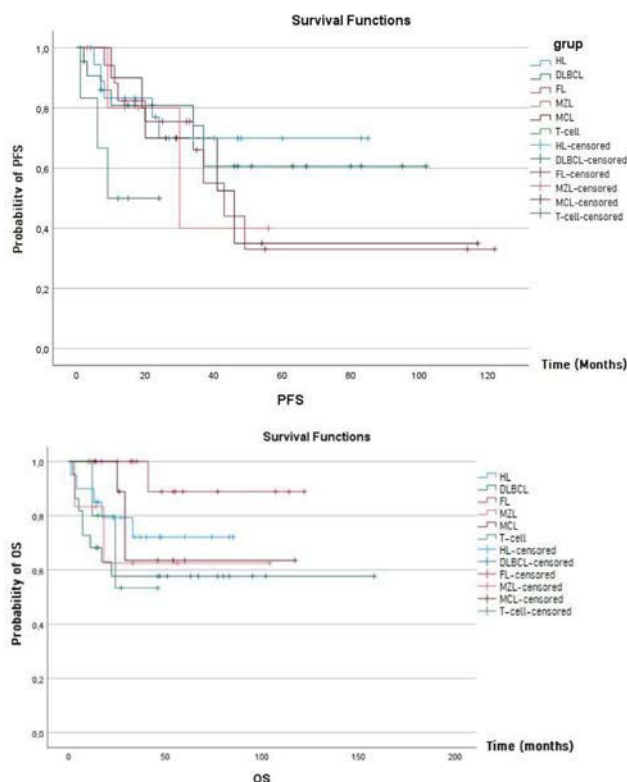 Survival Functions
grup
HL
DLBCL
FL
MZL
MCL
T-cell
HL-censored
DLBCL-censored
FL-censored
MZL-censored
MCL-censored
T-cell-censored
Probability of PFS
1,0
0,8
0,6
0,4
0,2
0,0
0 20 40 60 80 100 120
Time (Months)
PFS
Survival Functions
HL
DLBCL
FL
MZL
MCL
T-cell
HL-censored
DLBCL-censored
FL-censored
MZL-censored
MCL-censored
T-cell-censored
Probability of OS
1,0
0,8
0,6
0,4
0,2
0,0
0 50 100 150 200
Time (months)
OS